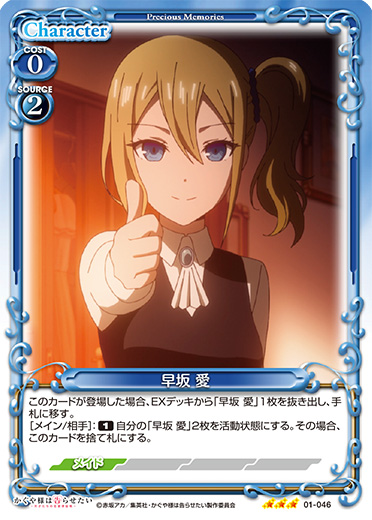 Precious Memories
Character
COST
0
SOURCE
2
早坂 愛
このカードが登場した場合、EXデッキから「早坂 愛」1枚を抜き出し、手
札に移す。
[メイン/相手]:1自分の「早坂 愛」2枚を活動状態にする。その場合、
このカードを捨て札にする。
メイド
かぐや様は告らせたい
©赤坂アカ/集英社・かぐや様は告らせたい製作委員会
01-046